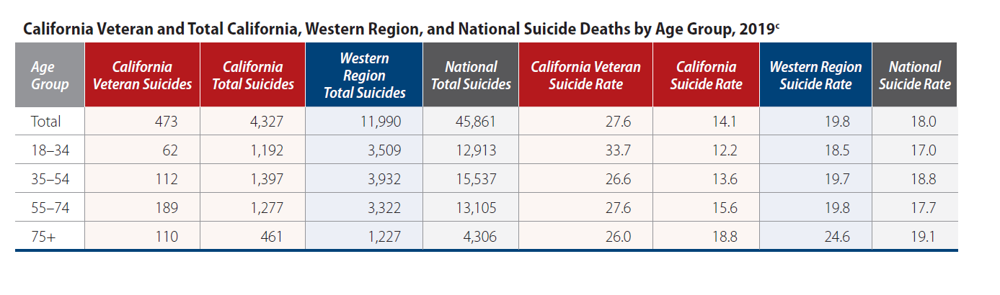 California Veteran and Total California, Western Region, and National Suicide Deaths by Age Group, 2019ᶜ
Age Group California Veteran Suicides California Total Suicides Western Region Total Suicides National Total Suicides California Veteran Suicide Rate California Suicide Rate Western Region Suicide Rate National Suicide Rate
Total 473 4,327 11,990 45,861 27.6 14.1 19.8 18.0
18–34 62 1,192 3,509 12,913 33.7 12.2 18.5 17.0
35–54 112 1,397 3,932 15,537 26.6 13.6 19.7 18.8
55–74 189 1,277 3,322 13,105 27.6 15.6 19.8 17.7
75+ 110 461 1,227 4,306 26.0 18.8 24.6 19.1